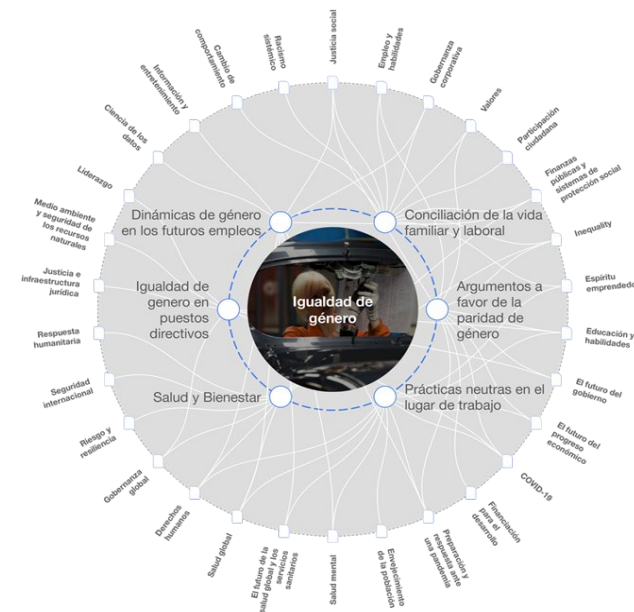 Justicia social
Empleo y
habilidades
Gobernanza
corporativa
Valores
Participación
ciudadana
Finanzas
públicas y
sistemas de
protección social
Inequality
Espíritu
emprendedo
Educación y
habilidades
El futuro del
gobierno
El futuro del
progreso
económico
COVID-19
Financiación
para el
desarrollo
Preparación y
respuesta ante
una pandemia
Envejecimiento
de la población
Salud mental
El futuro de la
salud global y los
servicios
sanitarios
Salud global
Derechos
humanos
Gobernanza
global
Riesgo y
resiliencia
Seguridad
internacional
Respuesta
humanitaria
Justicia e
infraestructura
jurídica
Medio ambiente
y seguridad de
los recursos
naturales
Liderazgo
Ciencia de los
datos
Información y
entretenimiento
Cambio de
comportamiento
Racismo
sistémico
Dinámicas de género
en los futuros empleos
Conciliación de la vida
familiar y laboral
Igualdad de
genero en
puestos
directivos
Igualdad de
género
Argumentos a
favor de la
paridad de
género
Salud y Bienestar
Prácticas neutras en el
lugar de trabajo